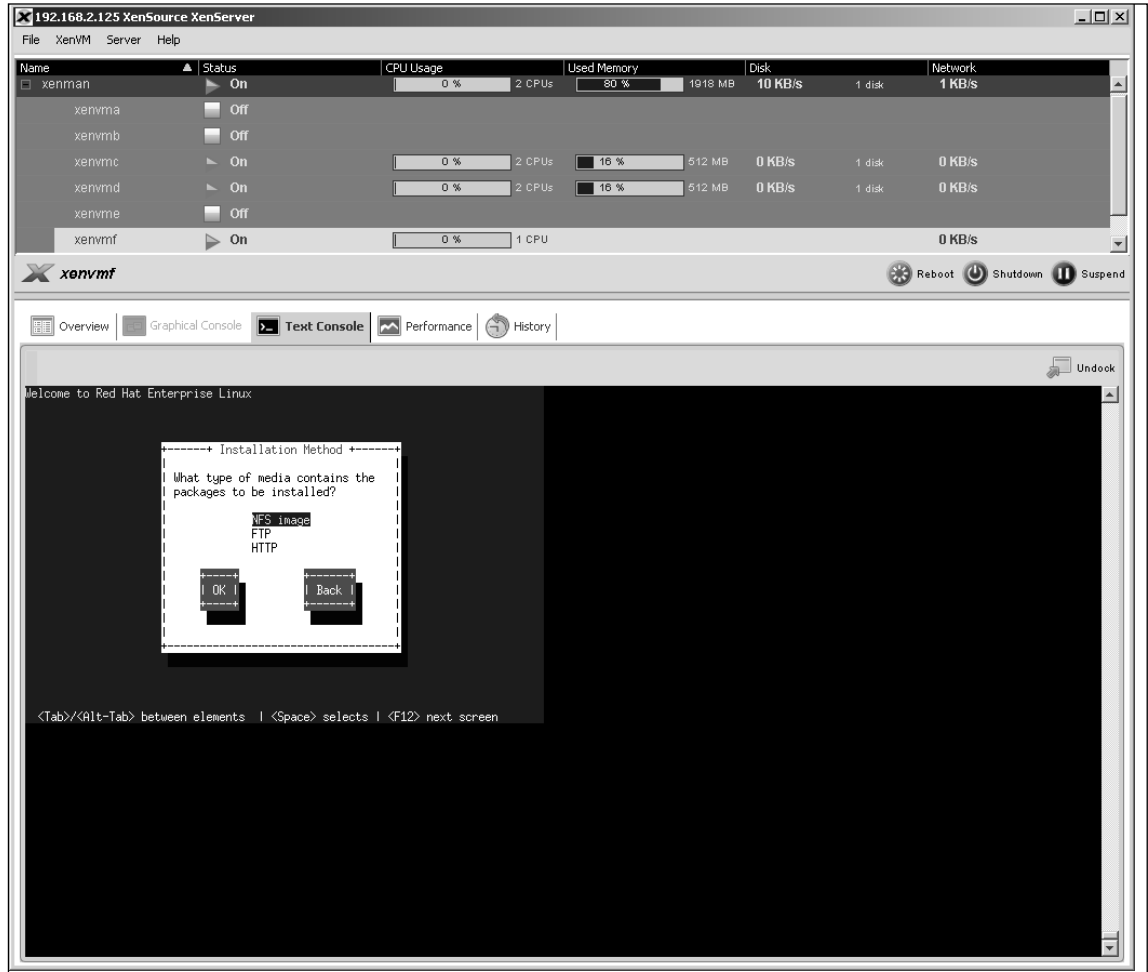 192.168.2.125 XenSource XenServer
File XenVM Server Help
Name Status CPU Usage Used Memory Disk Network
xenman On 0 % 2 CPUs 80 % 1918 MB 10 KB/s 1 disk 1 KB/s
xenvma Off
xenvmb Off
xenvmc On 0 % 2 CPUs 16 % 512 MB 0 KB/s 1 disk 0 KB/s
xenvmd On 0 % 2 CPUs 16 % 512 MB 0 KB/s 1 disk 0 KB/s
xenvme Off
xenvmf On 0 % 1 CPU 0 KB/s
xenvmf Reboot Shutdown Suspend
Overview Graphical Console Text Console Performance History
Undock
Welcome to Red Hat Enterprise Linux
Installation Method
What type of media contains the
packages to be installed?
NFS image
FTP
HTTP
OK Back
<Tab>/<Alt-Tab> between elements | <Space> selects | <F12> next screen